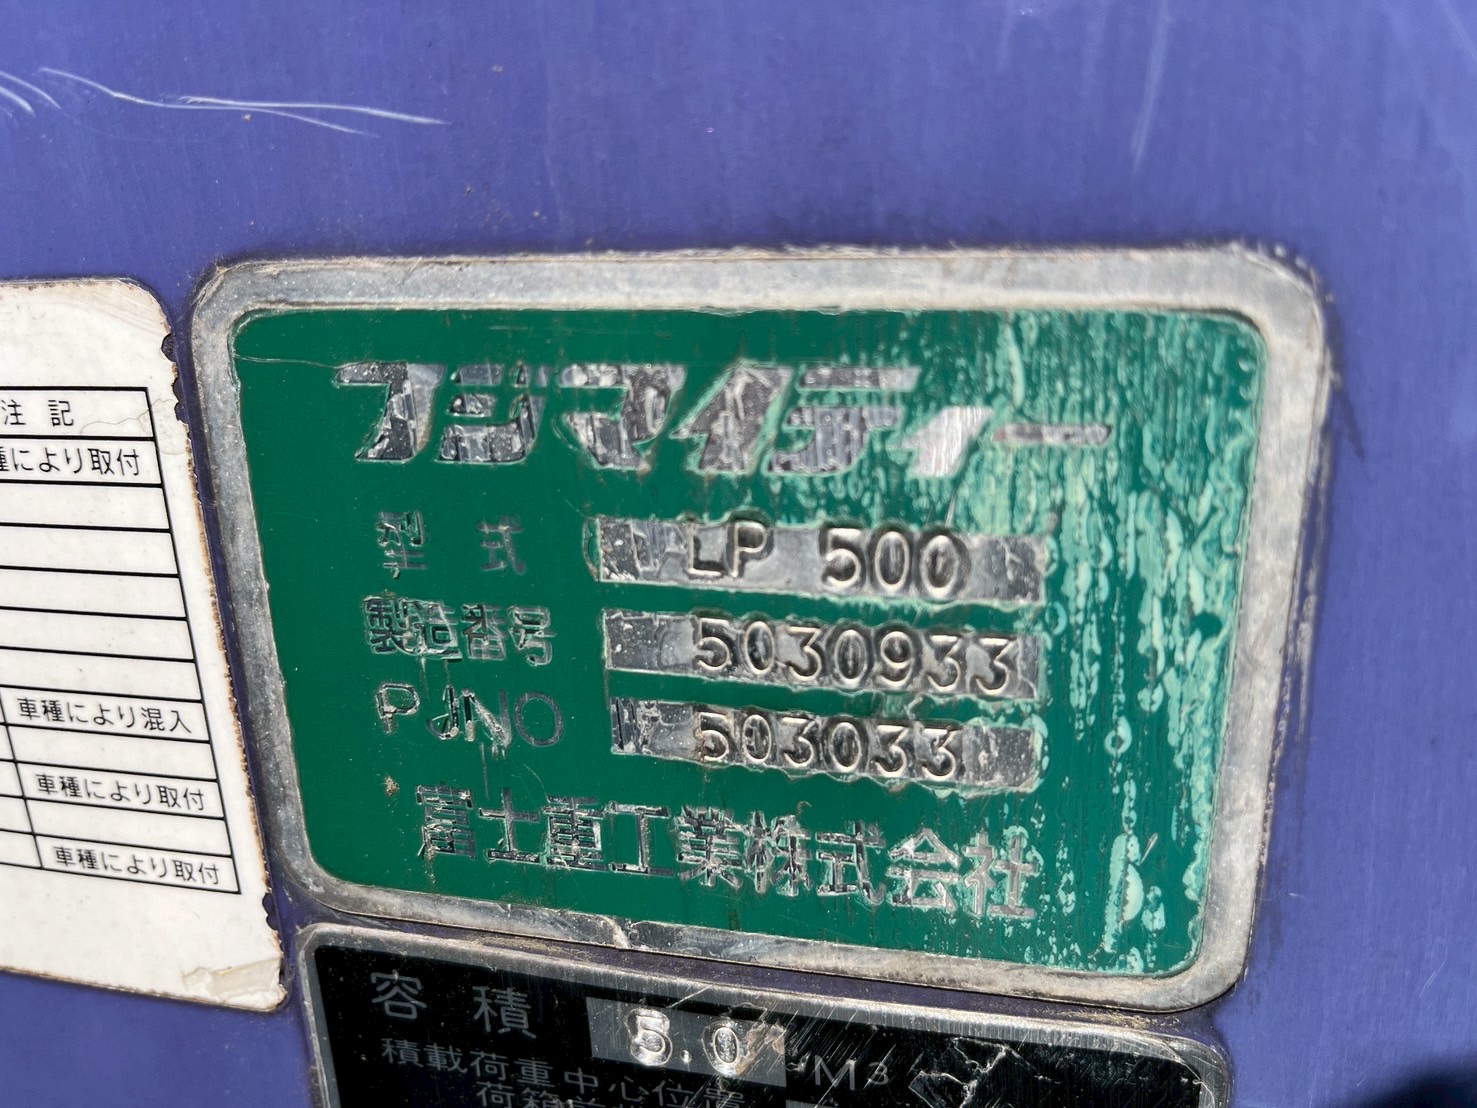 注記
種により取付
車種により混入
車種により取付
車種により取付
フジマイティー
型式 LP 500
製造番号 5030933
PJNO 503033
富士重工業株式会社
容積 5.0 M3
積載荷重中心位置